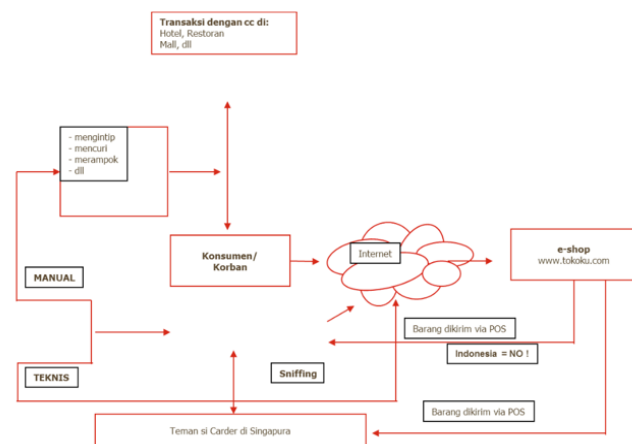 Transaksi dengan cc di:
Hotel, Restoran
Mall, dll
- mengintip
- mencuri
- merampok
- dll
Konsumen/
Korban
Internet
e-shop
www.tokoku.com
MANUAL
Barang dikirim via POS
Indonesia = NO !
TEKNIS
Sniffing
Barang dikirim via POS
Teman si Carder di Singapura